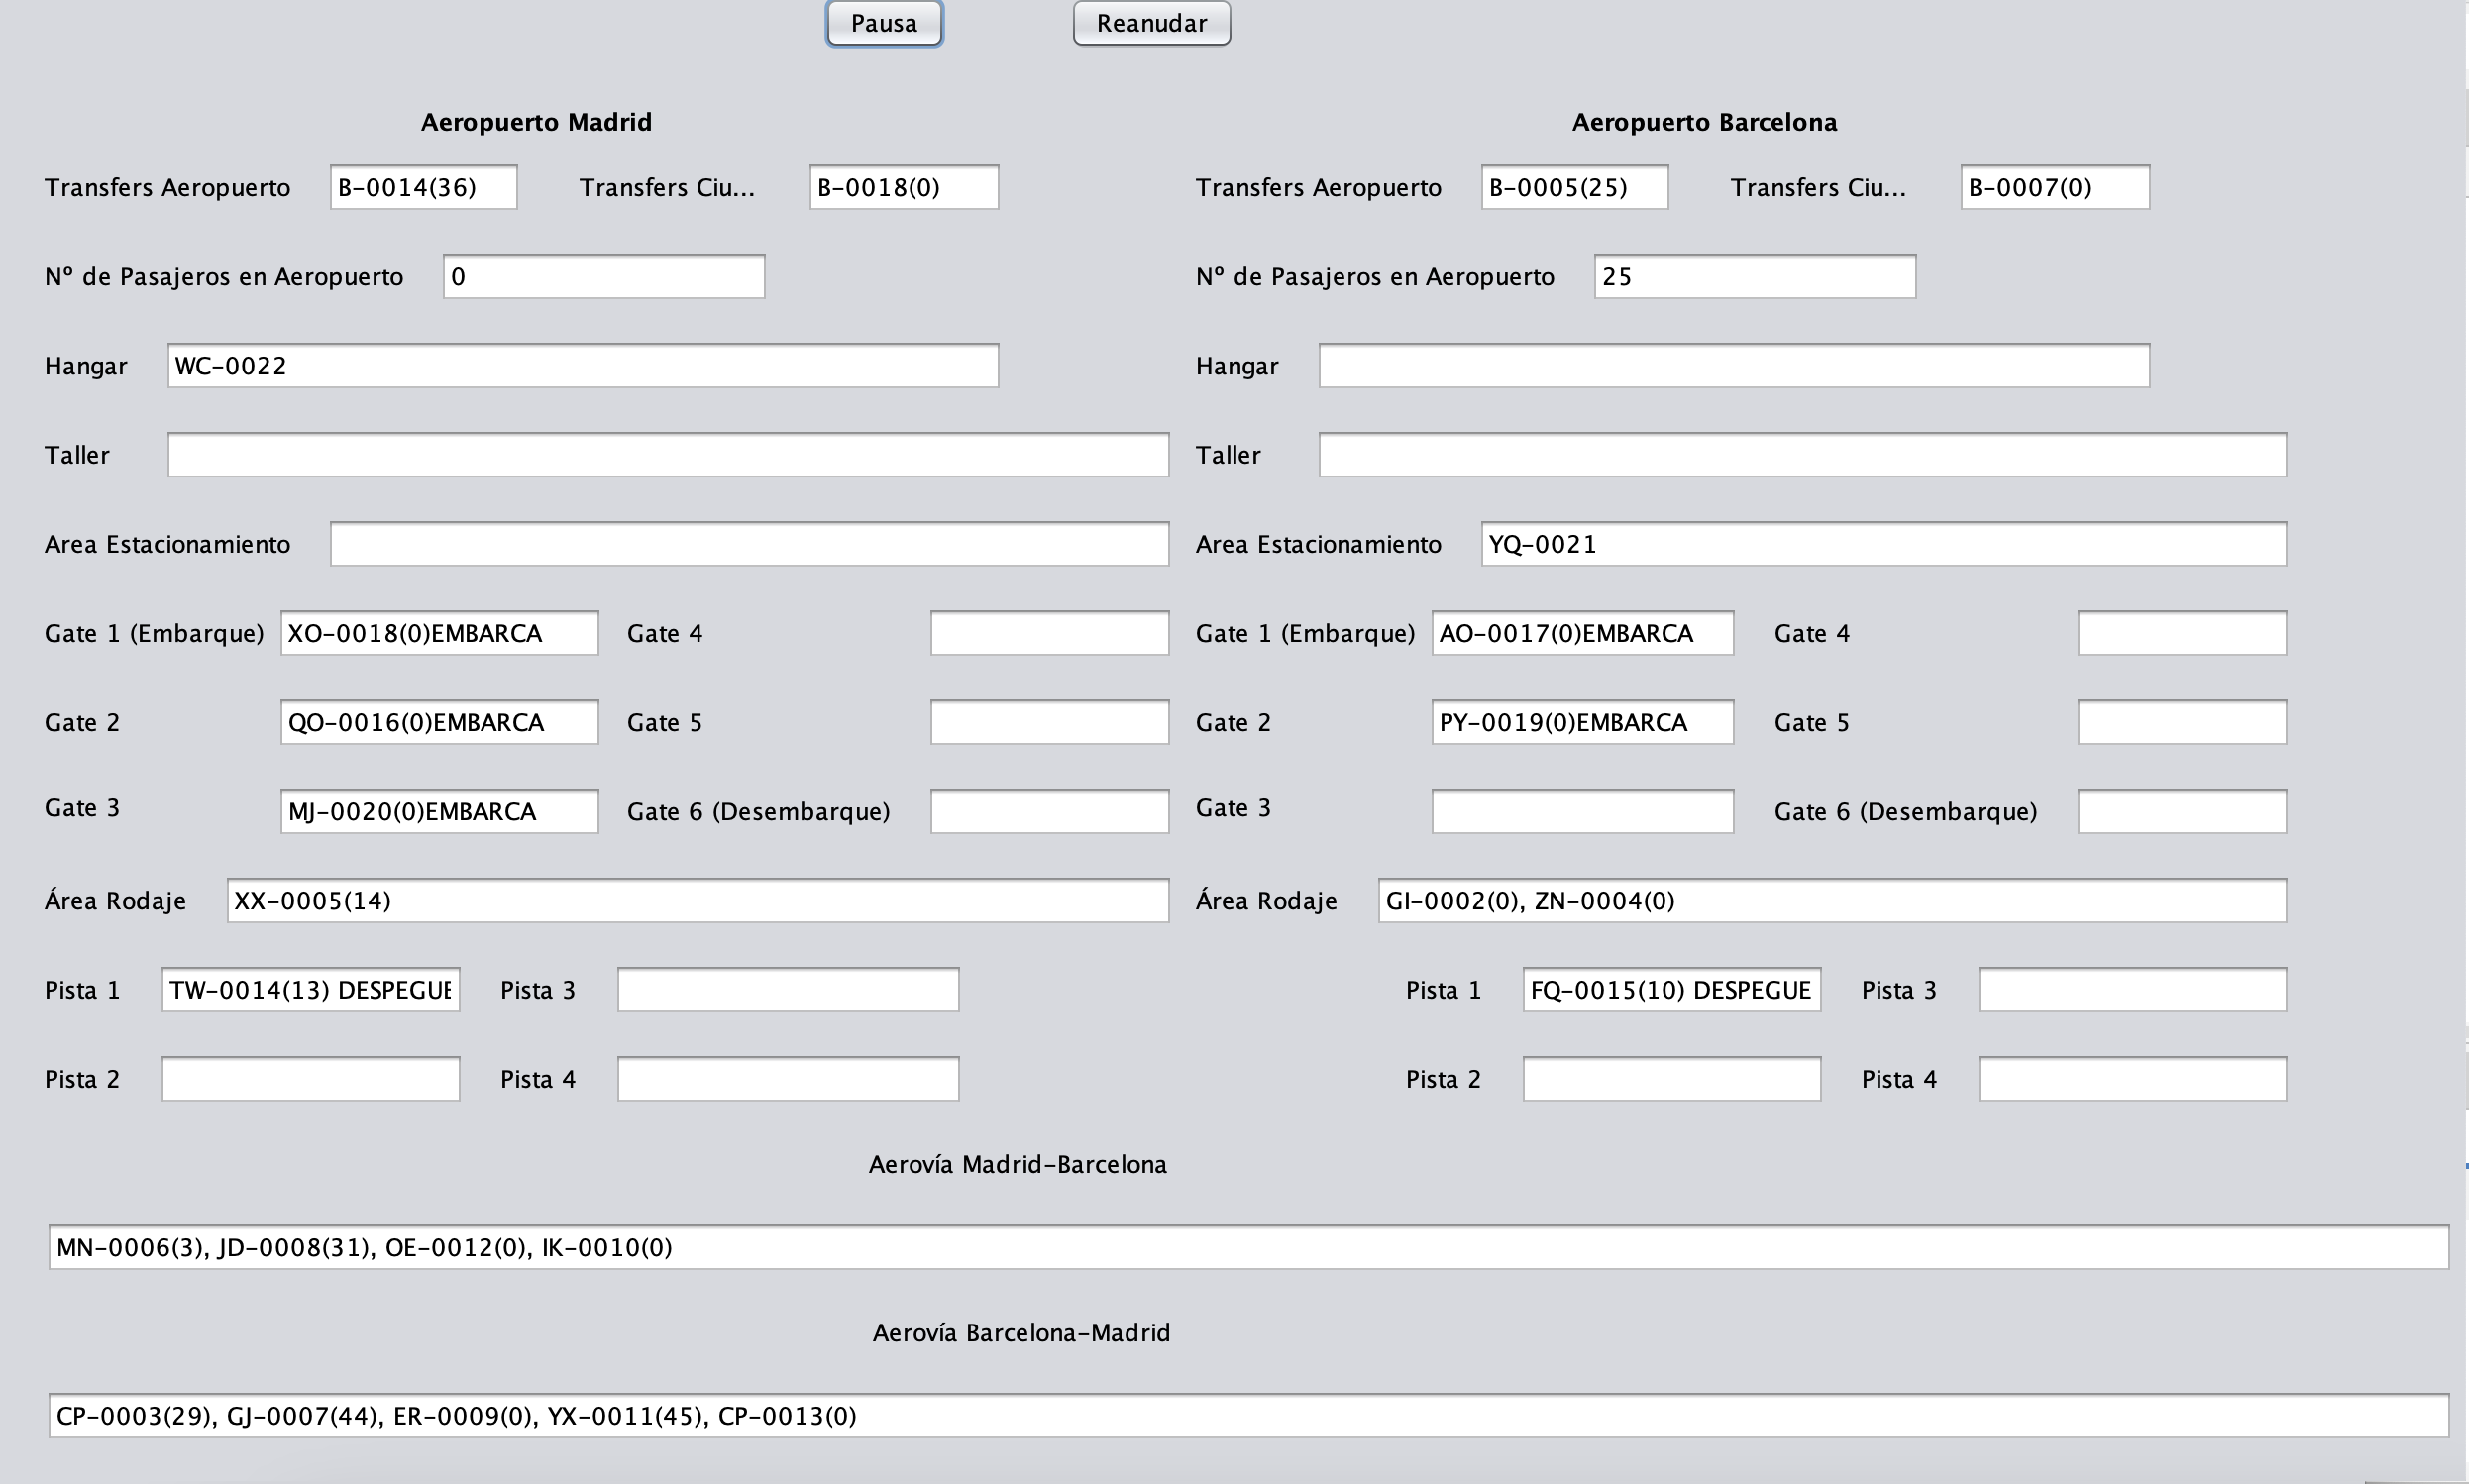 Pausa Reanudar
Aeropuerto Madrid Aeropuerto Barcelona
Transfers Aeropuerto B-0014(36) Transfers Ciu... B-0018(0) Transfers Aeropuerto B-0005(25) Transfers Ciu... B-0007(0)
Nº de Pasajeros en Aeropuerto 0 Nº de Pasajeros en Aeropuerto 25
Hangar WC-0022 Hangar
Taller Taller
Area Estacionamiento Area Estacionamiento YQ-0021
Gate 1 (Embarque) XO-0018(0)EMBARCA Gate 4 Gate 1 (Embarque) AO-0017(0)EMBARCA Gate 4
Gate 2 QO-0016(0)EMBARCA Gate 5 Gate 2 PY-0019(0)EMBARCA Gate 5
Gate 3 MJ-0020(0)EMBARCA Gate 6 (Desembarque) Gate 3 Gate 6 (Desembarque)
Área Rodaje XX-0005(14) Área Rodaje GI-0002(0), ZN-0004(0)
Pista 1 TW-0014(13) DESPEGUE Pista 3 Pista 1 FQ-0015(10) DESPEGUE Pista 3
Pista 2 Pista 4 Pista 2 Pista 4
Aerovía Madrid-Barcelona
MN-0006(3), JD-0008(31), OE-0012(0), IK-0010(0)
Aerovía Barcelona-Madrid
CP-0003(29), GJ-0007(44), ER-0009(0), YX-0011(45), CP-0013(0)